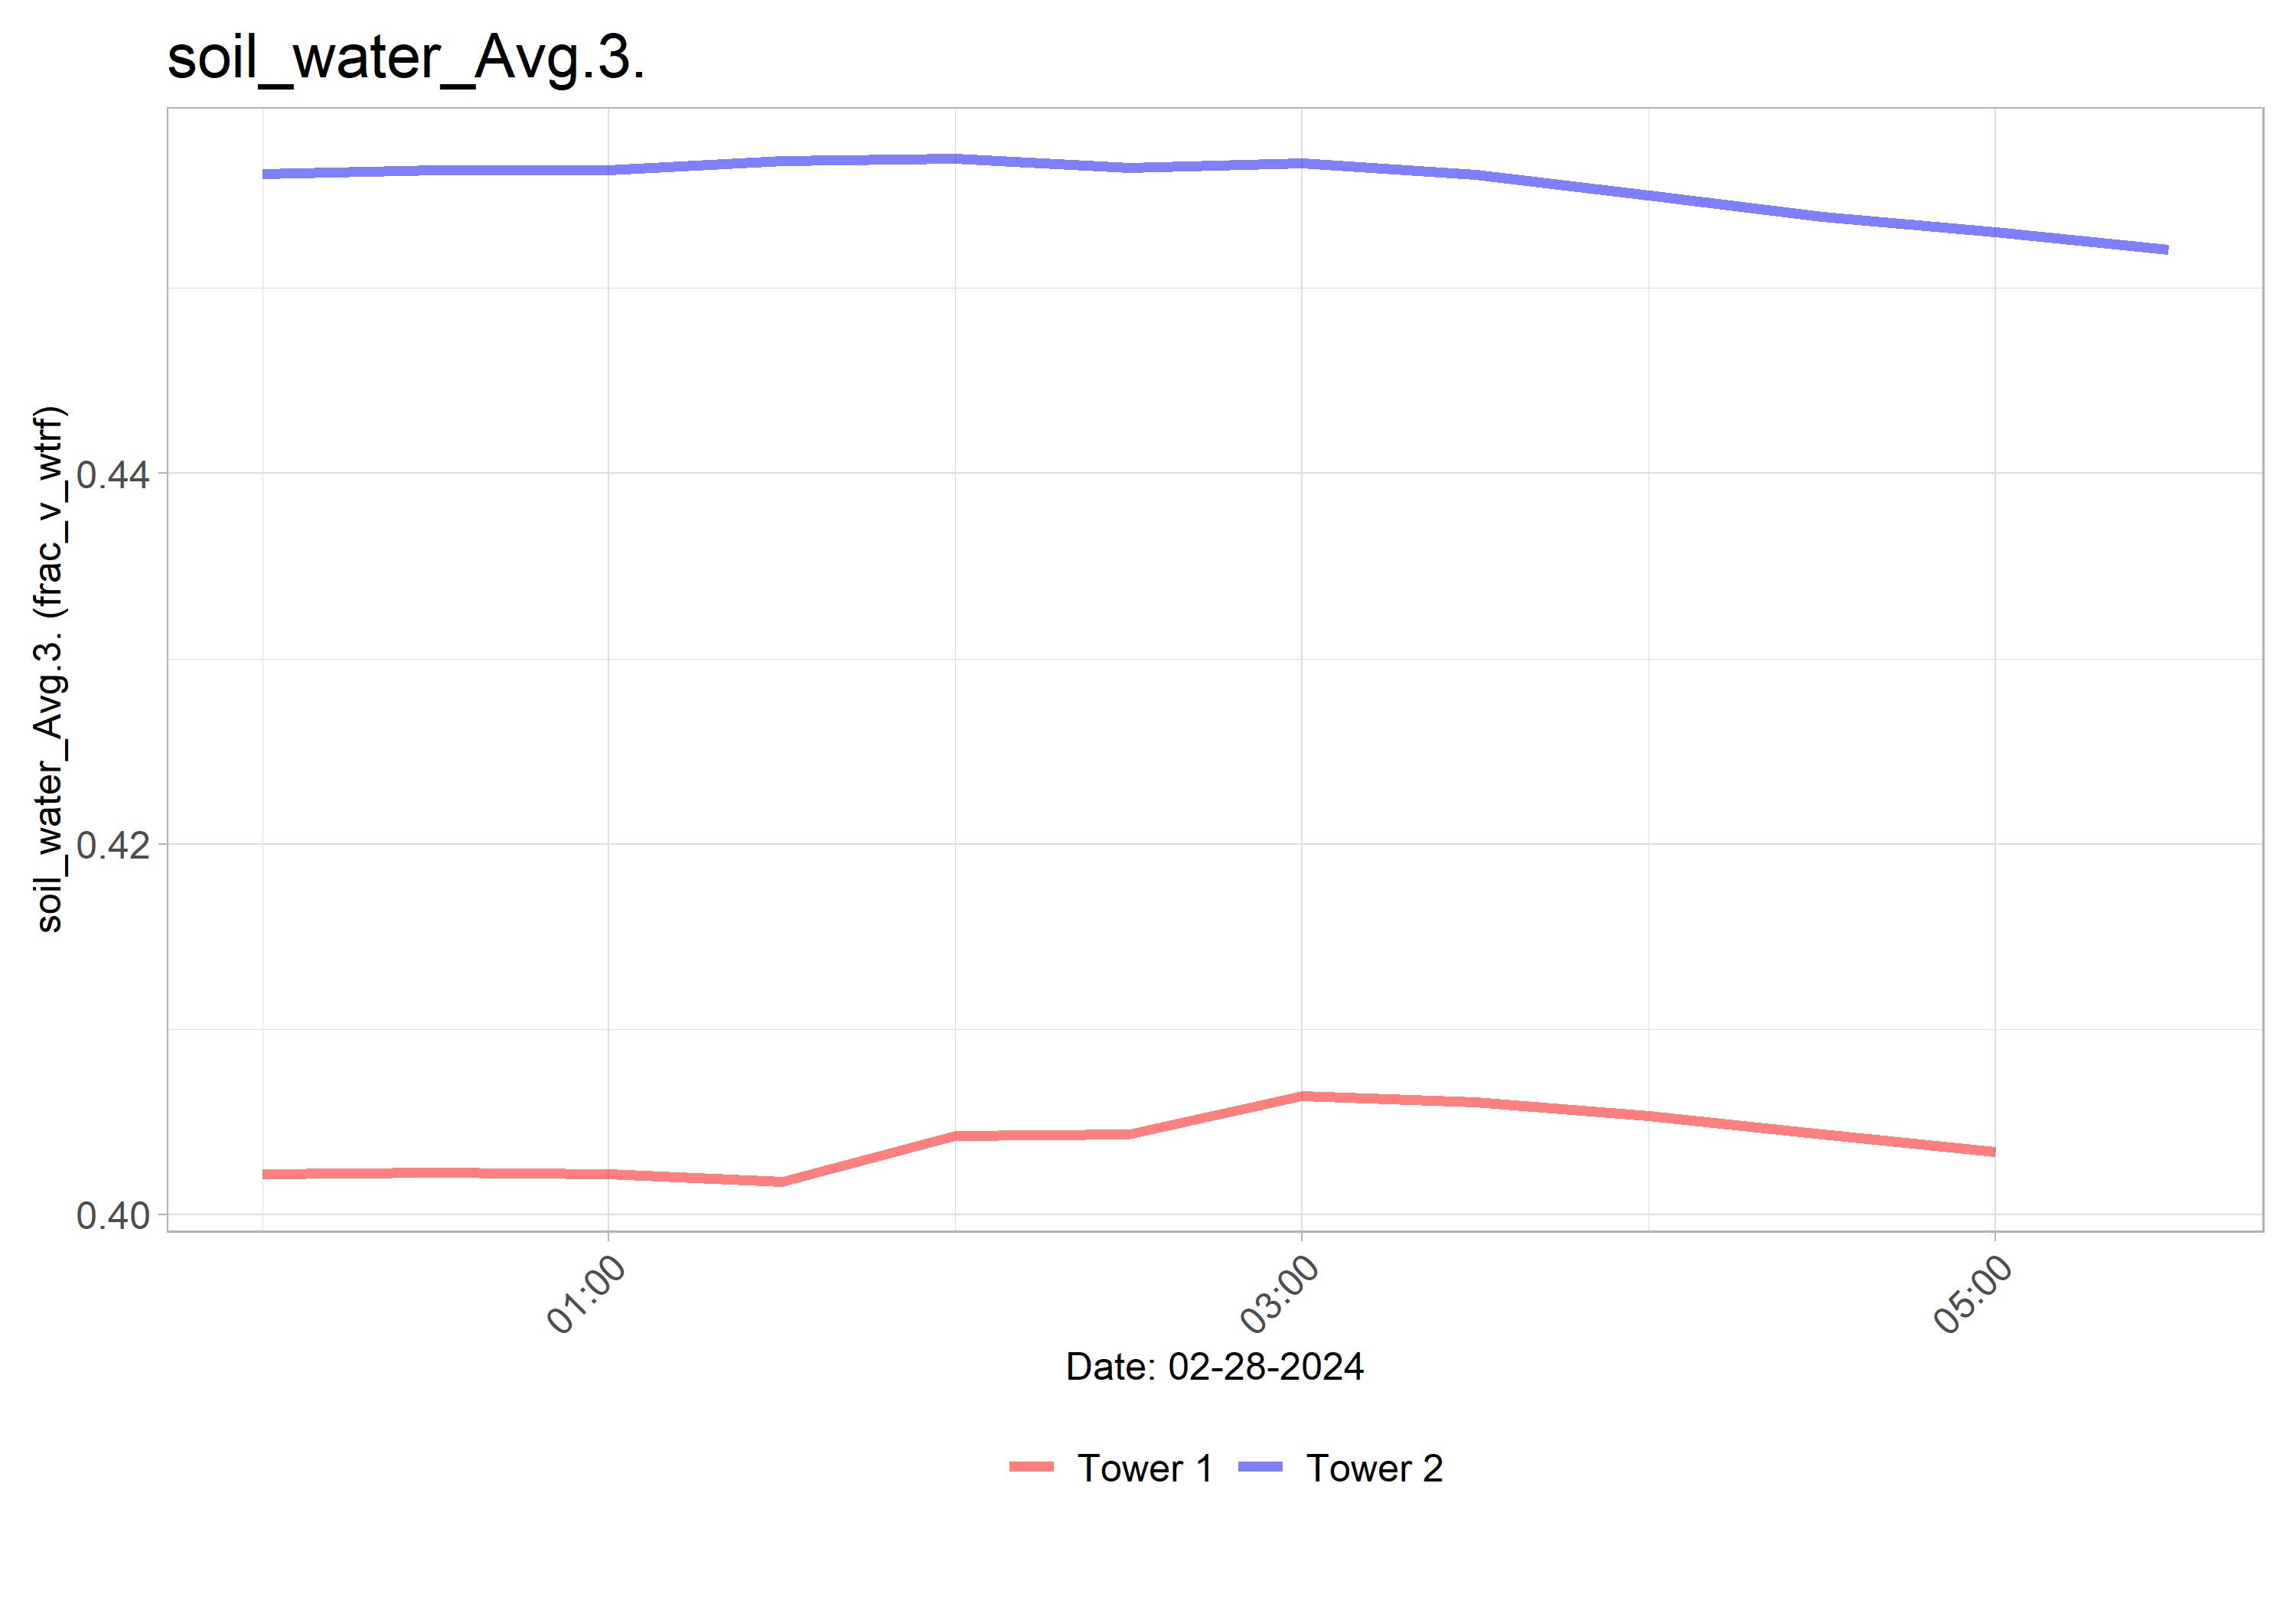 soil_water_Avg.3.
soil_water_Avg.3. (frac_v_wtrf)
0.44
0.42
0.40
01:00
03:00
05:00
Date: 02-28-2024
Tower 1
Tower 2